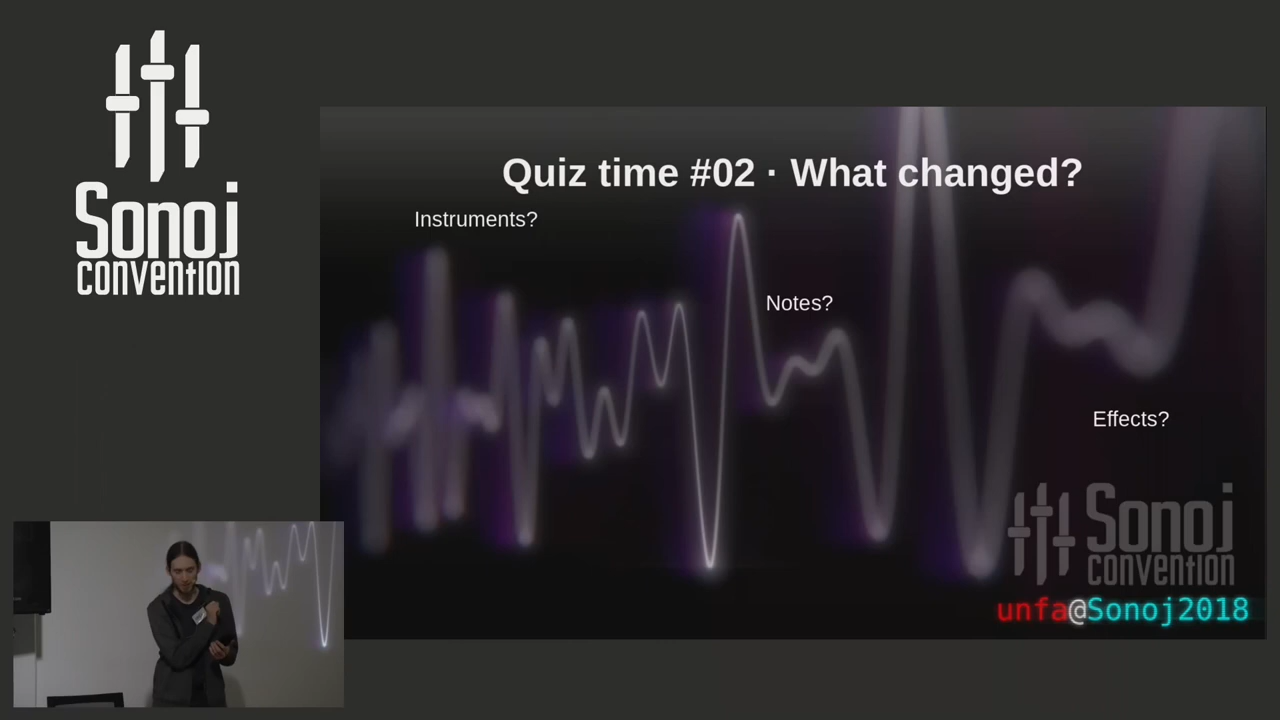 Sonoj
convention
Quiz time #02 · What changed?
Instruments?
Notes?
Effects?
Sonoj
convention
unfa@Sonoj2018